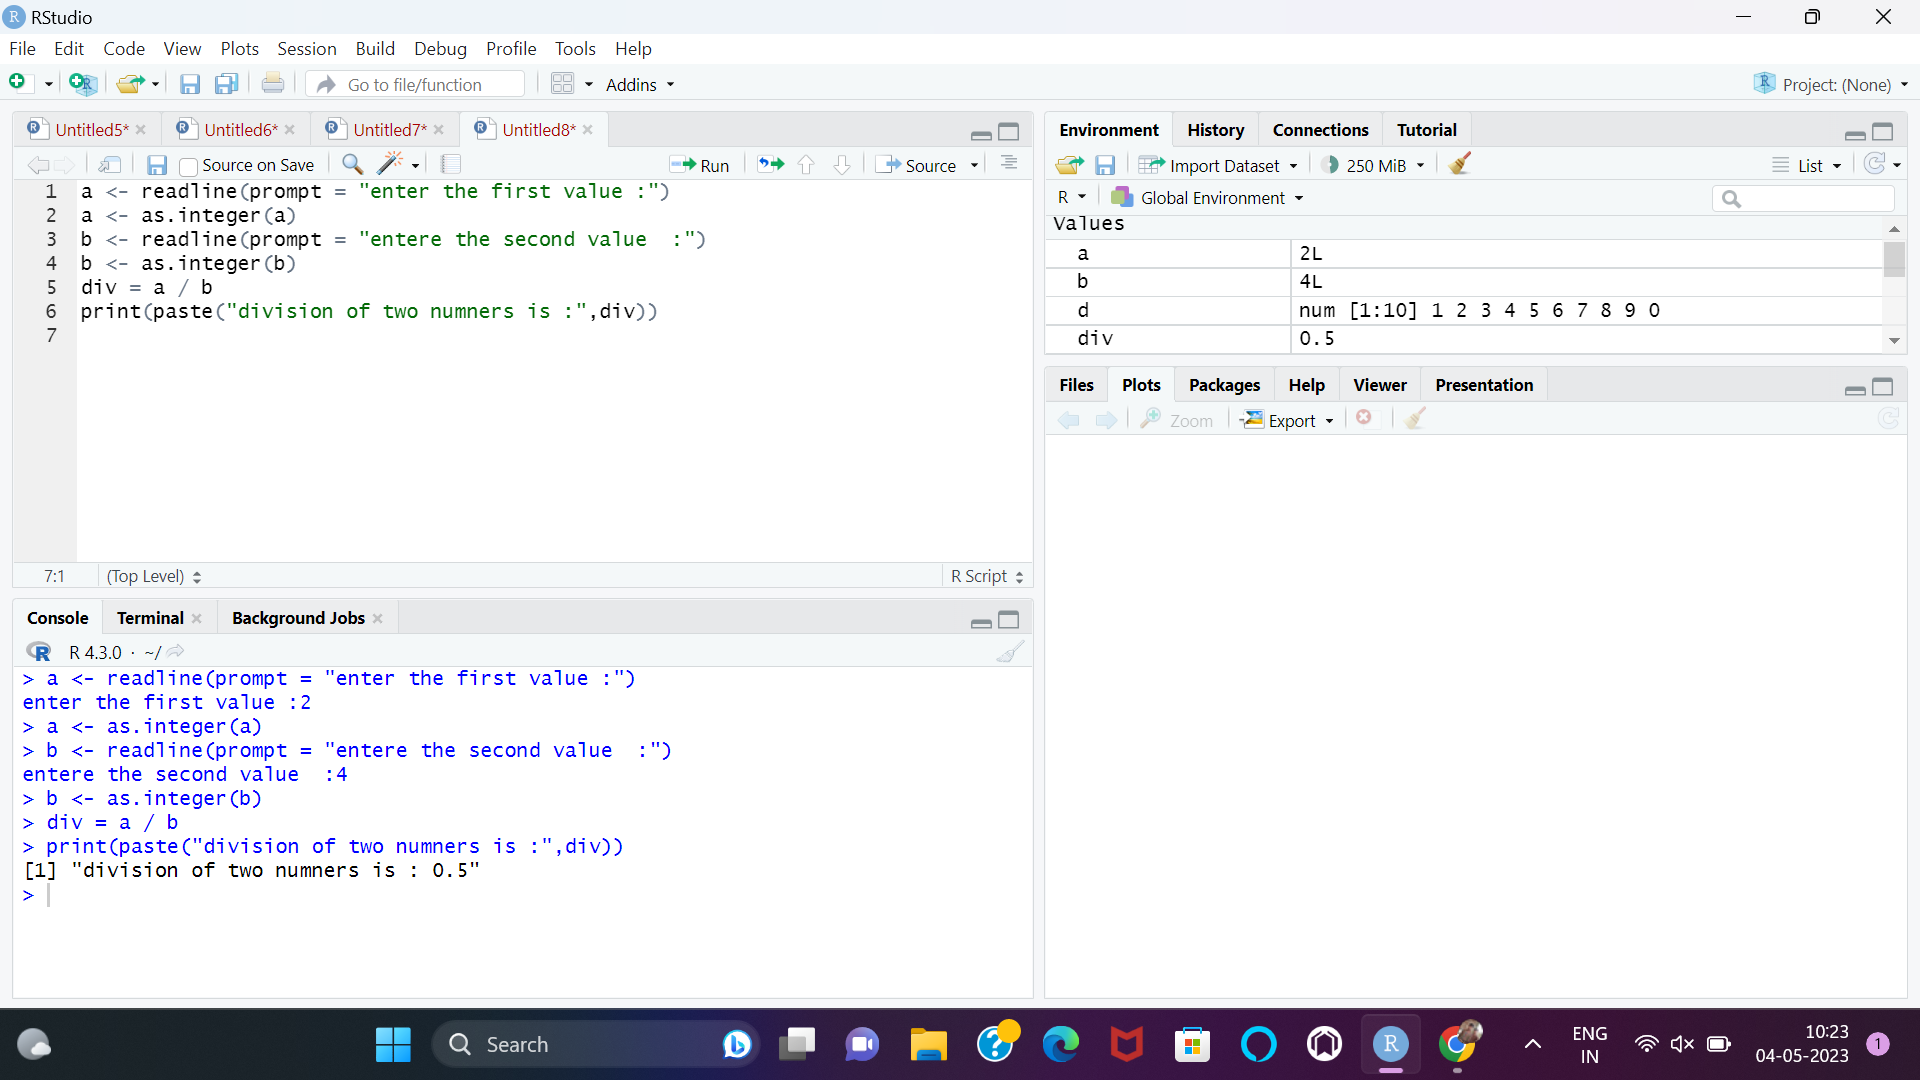 RStudio
File Edit Code View Plots Session Build Debug Profile Tools Help
Go to file/function Addins Project: (None)
Untitled5* Untitled6* Untitled7* Untitled8*
Source on Save Run Source
1 a <- readline(prompt = "enter the first value :")
2 a <- as.integer(a)
3 b <- readline(prompt = "entere the second value  :")
4 b <- as.integer(b)
5 div = a / b
6 print(paste("division of two numners is :",div))
7
7:1 (Top Level) R Script
Console Terminal Background Jobs
R 4.3.0 · ~/
> a <- readline(prompt = "enter the first value :")
enter the first value :2
> a <- as.integer(a)
> b <- readline(prompt = "entere the second value  :")
entere the second value  :4
> b <- as.integer(b)
> div = a / b
> print(paste("division of two numners is :",div))
[1] "division of two numners is : 0.5"
>
Environment History Connections Tutorial
Import Dataset 250 MiB List
R Global Environment
Values
a 2L
b 4L
d num [1:10] 1 2 3 4 5 6 7 8 9 0
div 0.5
Files Plots Packages Help Viewer Presentation
Zoom Export
Search
ENG
IN
10:23
04-05-2023
1